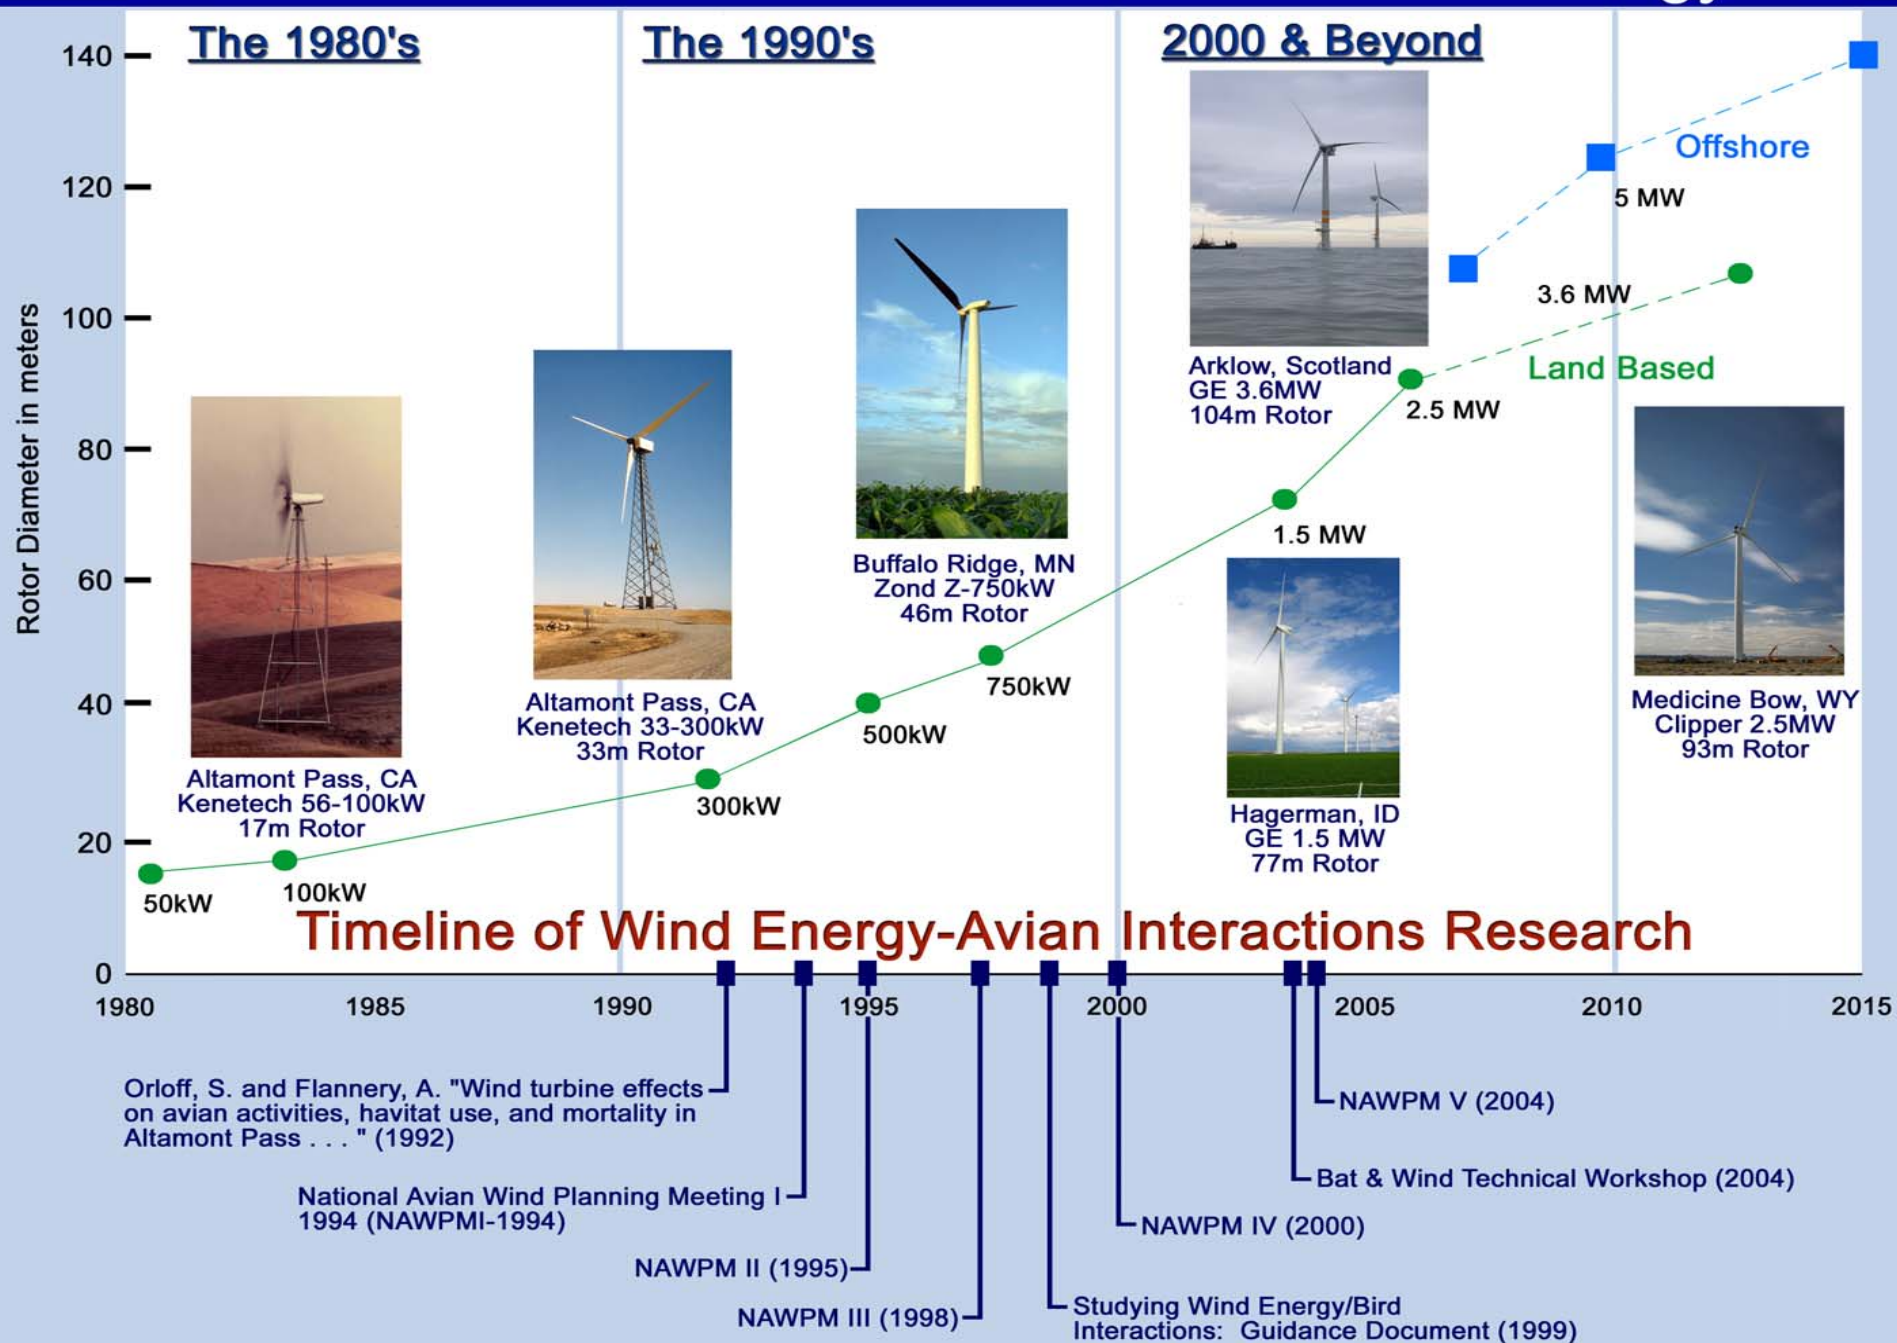 The 1980's
The 1990's
2000 & Beyond
Rotor Diameter in meters
140
120
100
80
60
40
20
0
Offshore
5 MW
3.6 MW
Land Based
2.5 MW
1.5 MW
750kW
500kW
300kW
100kW
50kW
Altamont Pass, CA
Kenetech 56-100kW
17m Rotor
Altamont Pass, CA
Kenetech 33-300kW
33m Rotor
Buffalo Ridge, MN
Zond Z-750kW
46m Rotor
Arklow, Scotland
GE 3.6MW
104m Rotor
Hagerman, ID
GE 1.5 MW
77m Rotor
Medicine Bow, WY
Clipper 2.5MW
93m Rotor
Timeline of Wind Energy-Avian Interactions Research
1980
1985
1990
1995
2000
2005
2010
2015
Orloff, S. and Flannery, A. "Wind turbine effects
on avian activities, havitat use, and mortality in
Altamont Pass . . . " (1992)
National Avian Wind Planning Meeting I
1994 (NAWPMI-1994)
NAWPM II (1995)
NAWPM III (1998)
Studying Wind Energy/Bird
Interactions: Guidance Document (1999)
NAWPM IV (2000)
Bat & Wind Technical Workshop (2004)
NAWPM V (2004)